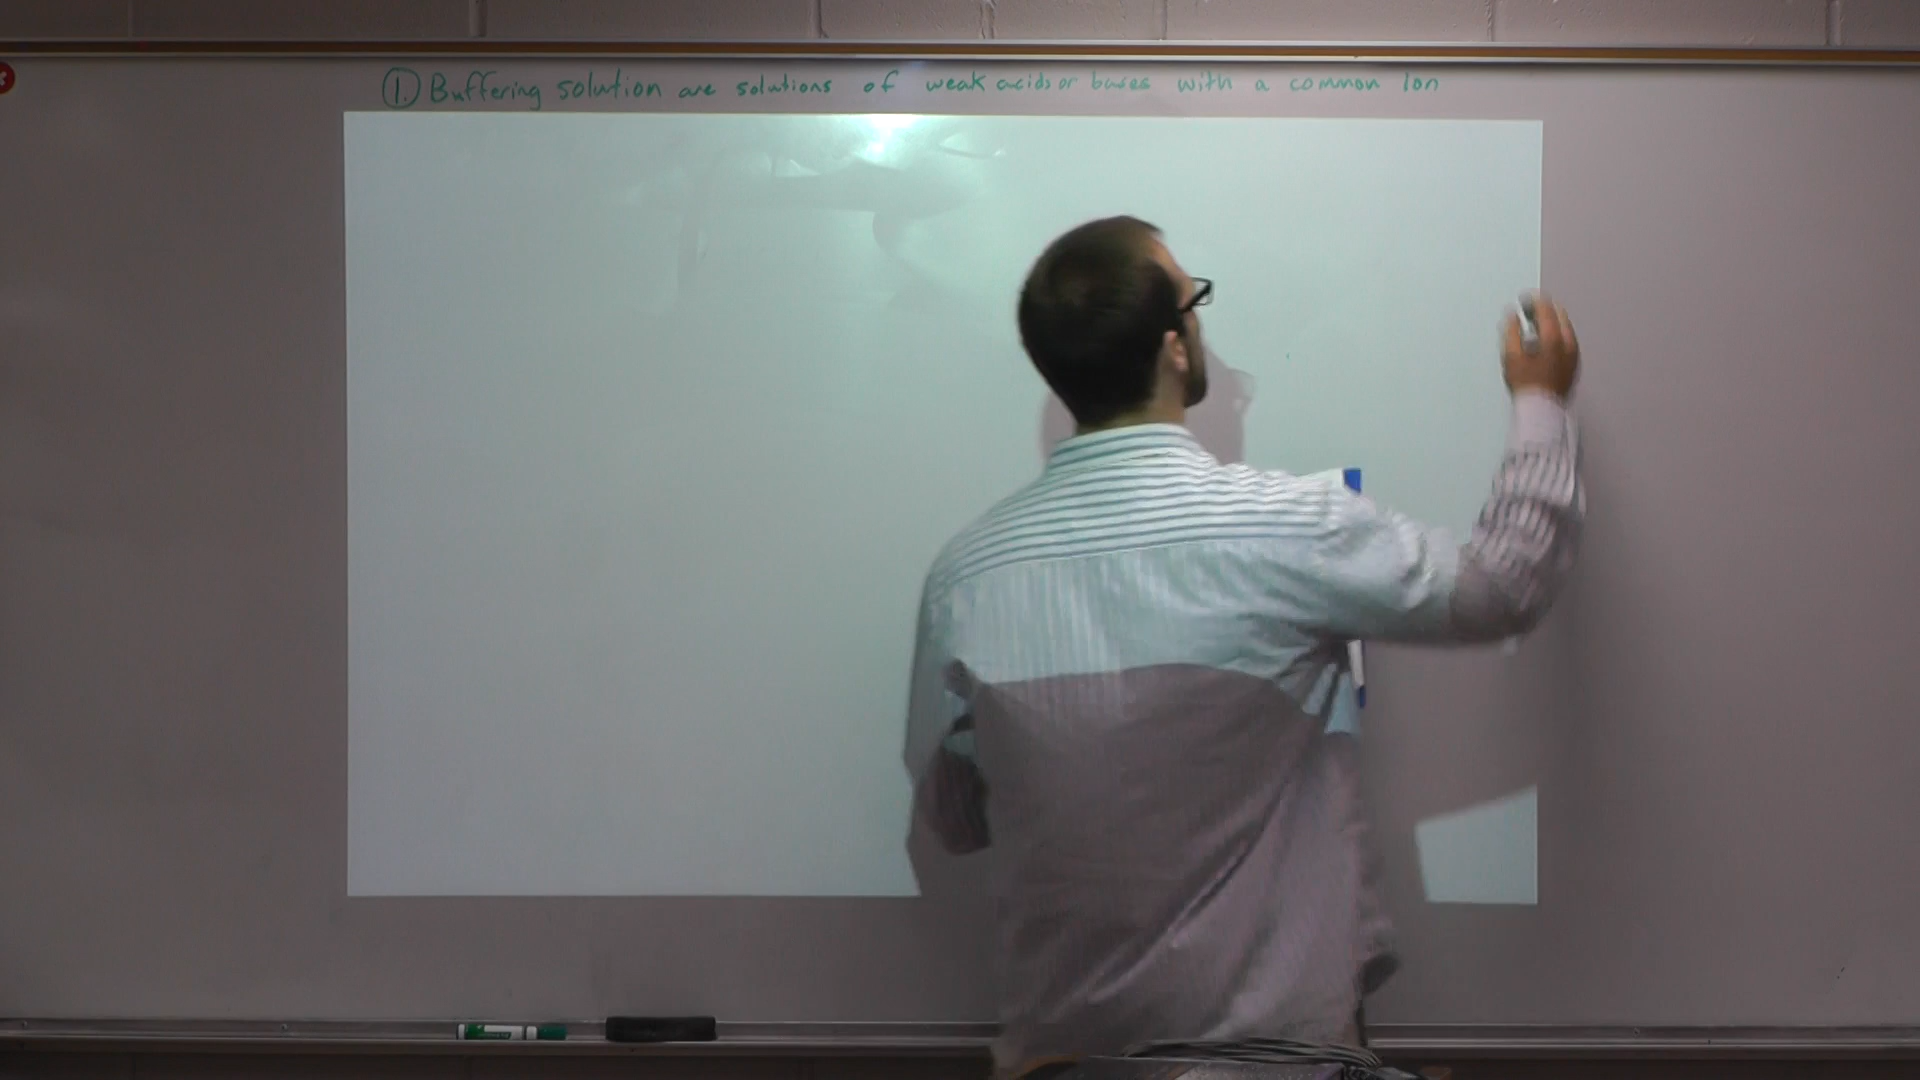 1. Buffering solution are solutions of weak acids or bases with a common Ion